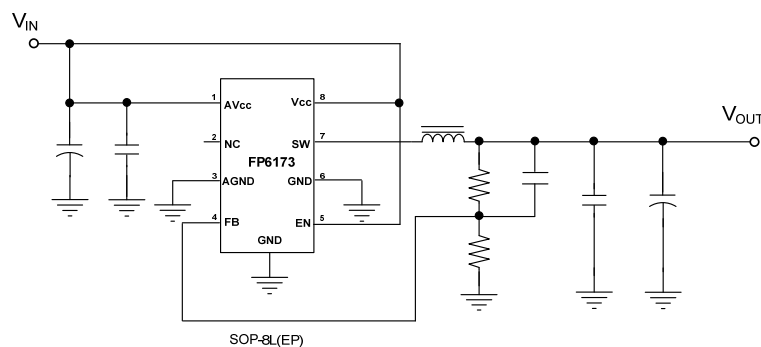 VIN
VOUT
1 AVcc
Vcc 8
2 NC
SW 7
FP6173
3 AGND
GND 6
4 FB
EN 5
GND
SOP-8L(EP)